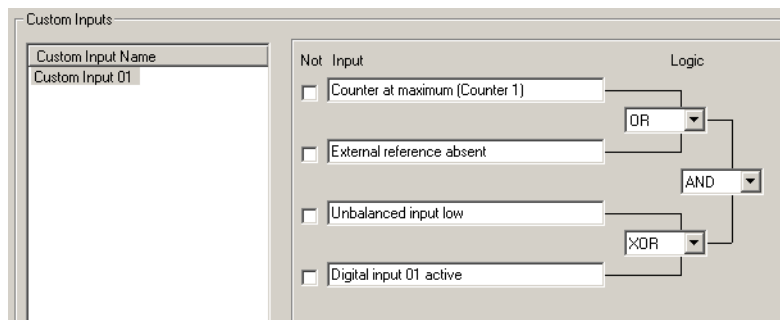 Custom Inputs
Custom Input Name
Custom Input 01
Not Input Logic
Counter at maximum (Counter 1)
OR
External reference absent
AND
Unbalanced input low
XOR
Digital input 01 active